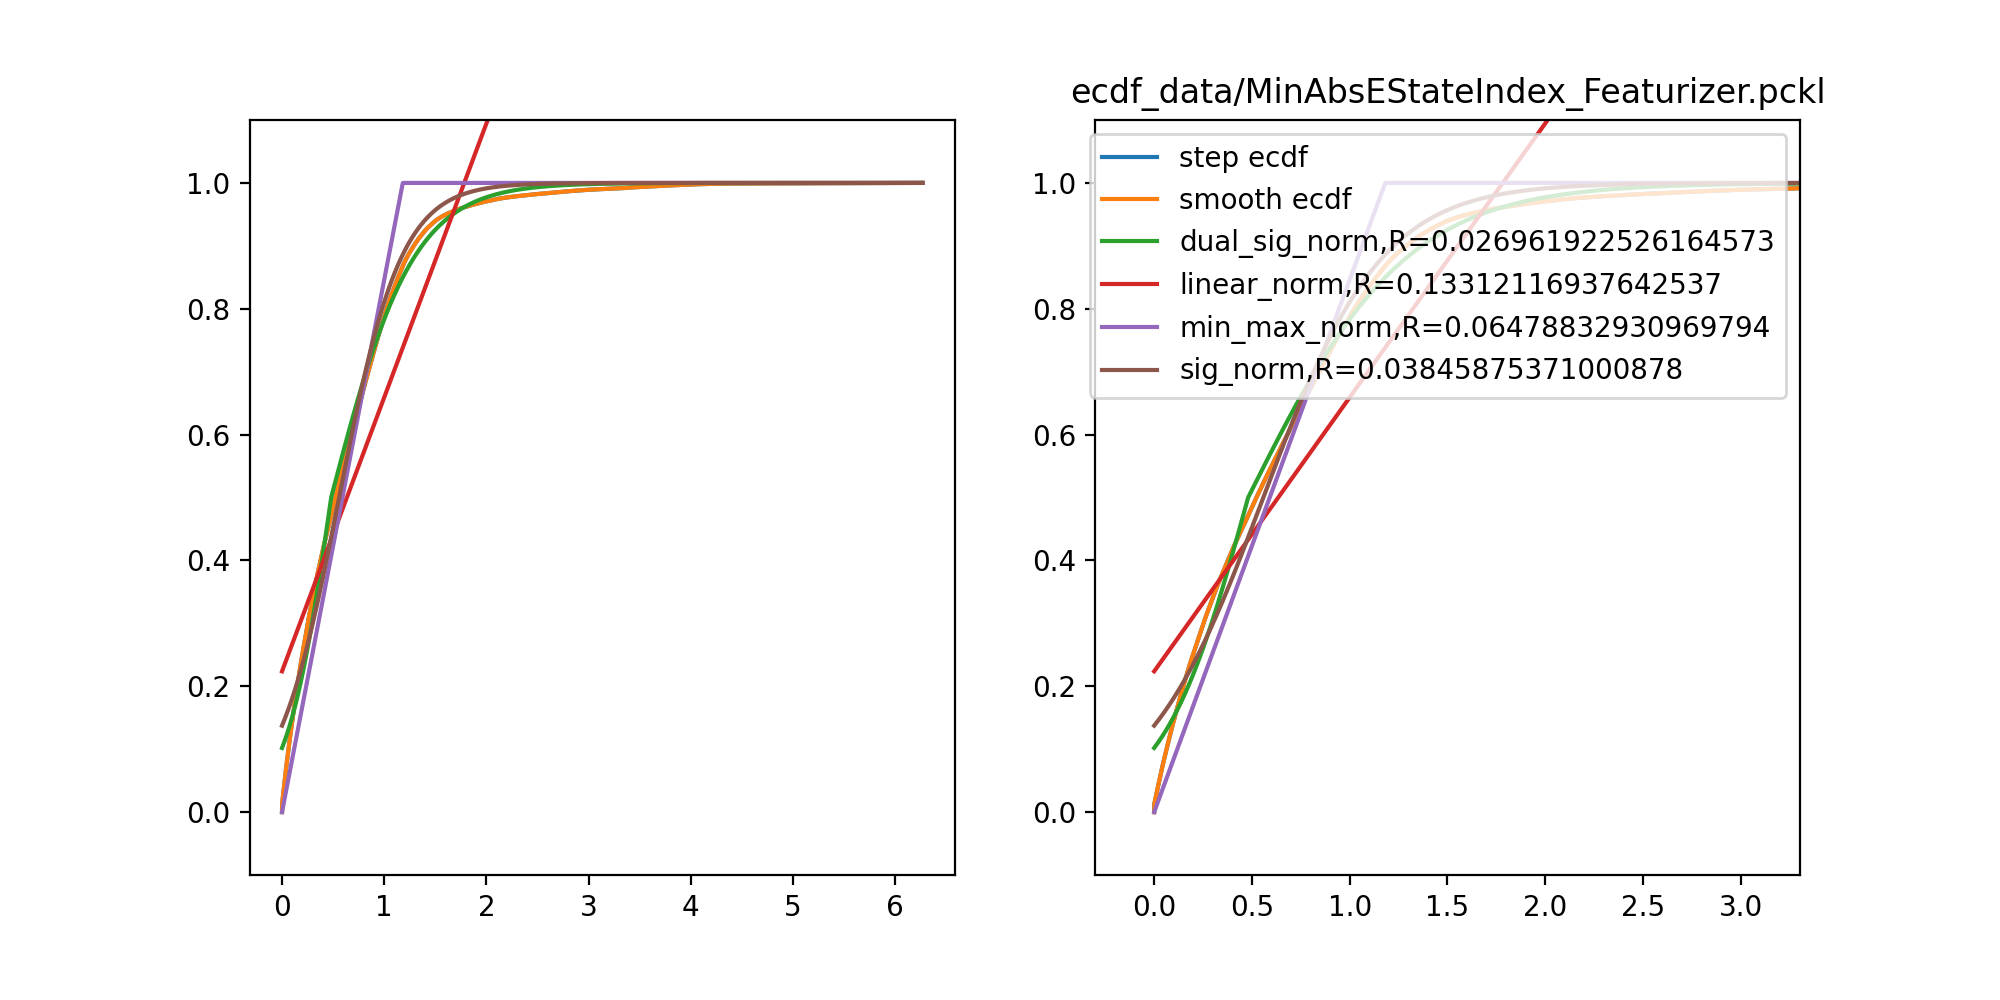 ecdf_data/MinAbsEStateIndex_Featurizer.pckl
1.0
0.8
0.6
0.4
0.2
0.0
0 1 2 3 4 5 6
1.0
0.8
0.6
0.4
0.2
0.0
0.0 0.5 1.0 1.5 2.0 2.5 3.0
step ecdf
smooth ecdf
dual_sig_norm,R=0.026961922526164573
linear_norm,R=0.13312116937642537
min_max_norm,R=0.06478832930969794
sig_norm,R=0.03845875371000878